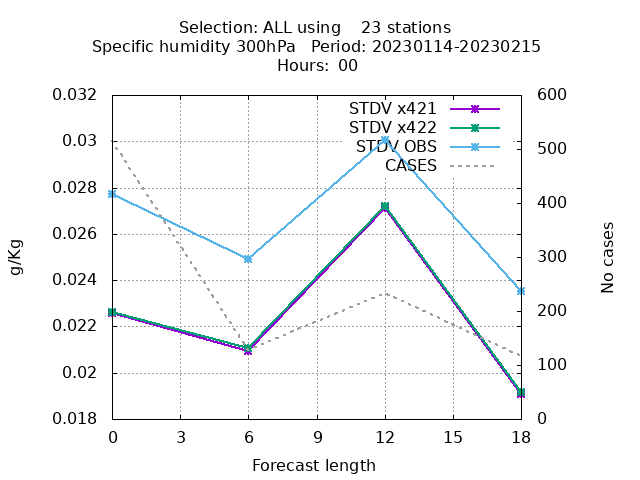 Selection: ALL using    23 stations
Specific humidity 300hPa   Period: 20230114-20230215
Hours: 00
0.032
0.03
0.028
0.026
0.024
0.022
0.02
0.018
g/Kg
STDV x421
STDV x422
STDV OBS
CASES
600
500
400
300
200
100
0
No cases
0 3 6 9 12 15 18
Forecast length